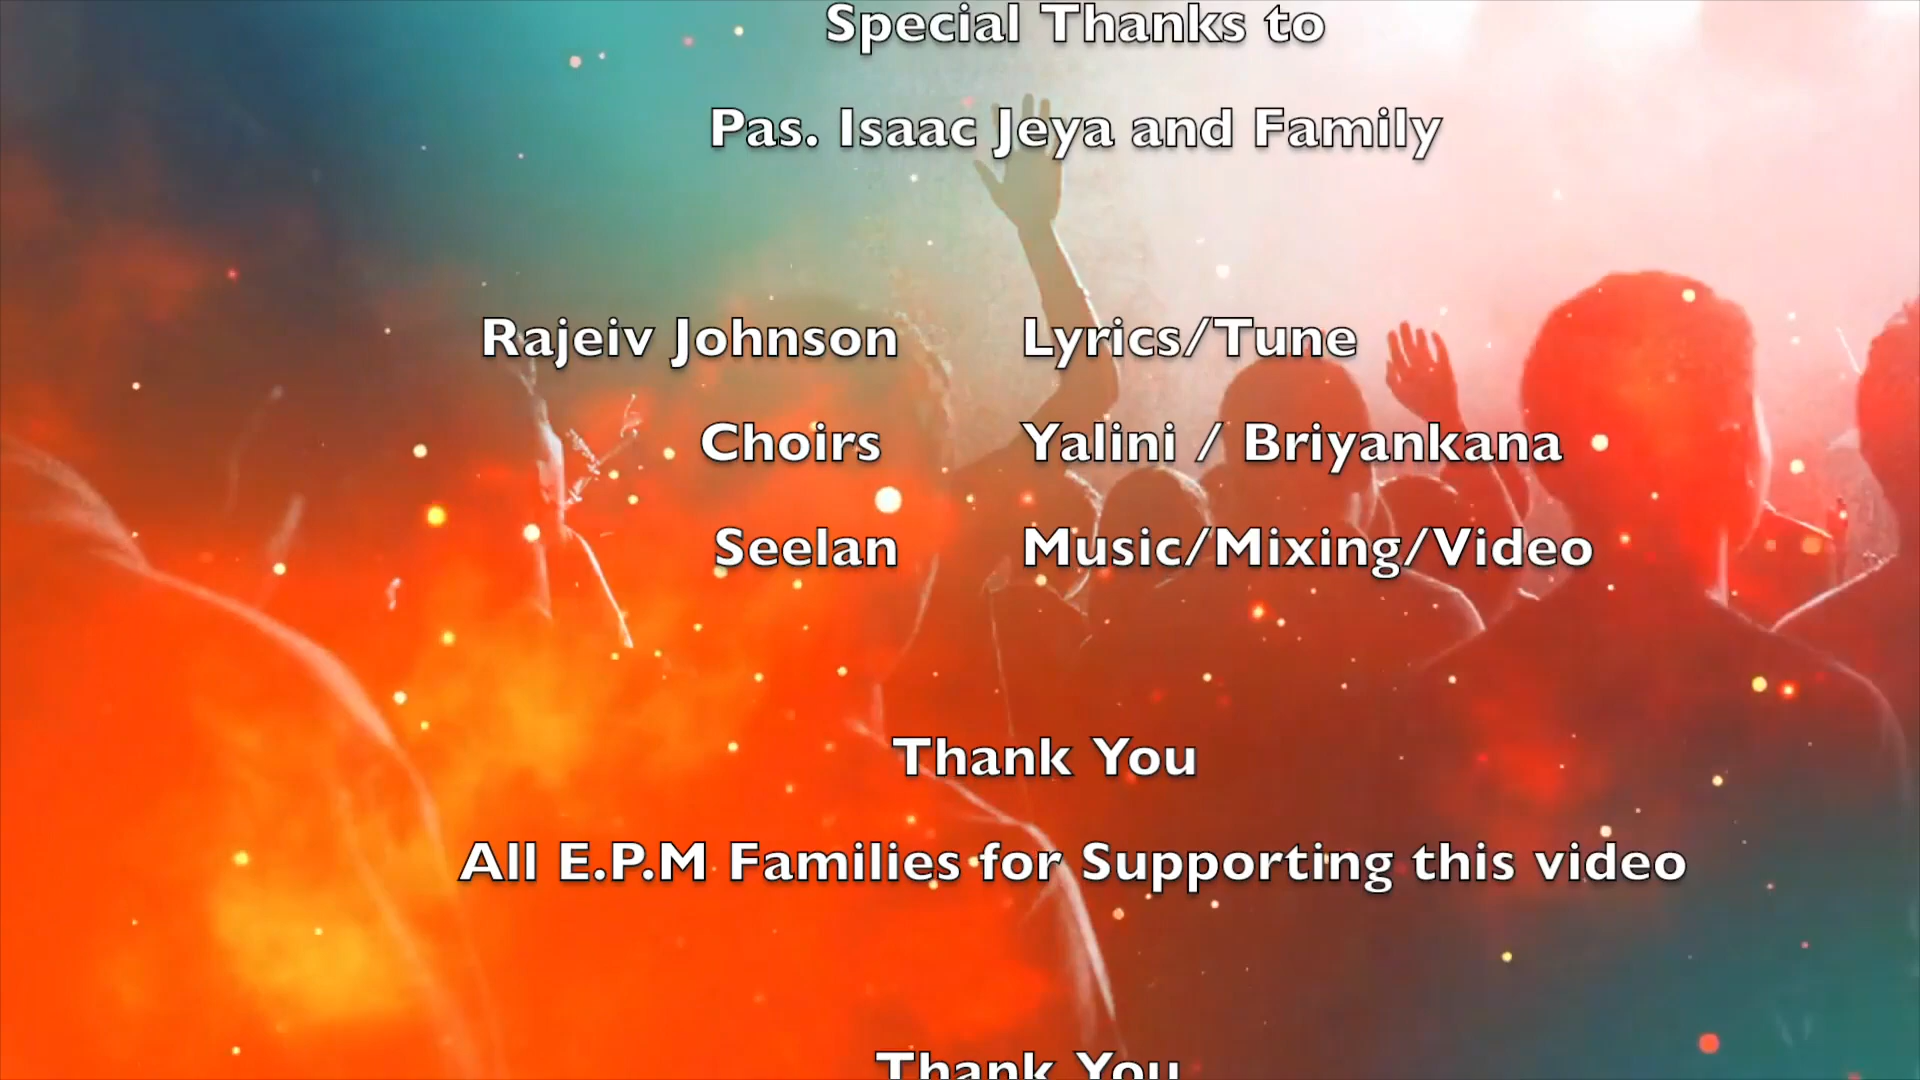 Special Thanks to
Pas. Isaac Jeya and Family
Rajeiv Johnson Lyrics/Tune
Choirs Yalini / Briyankana
Seelan Music/Mixing/Video
Thank You
All E.P.M Families for Supporting this video
Thank You